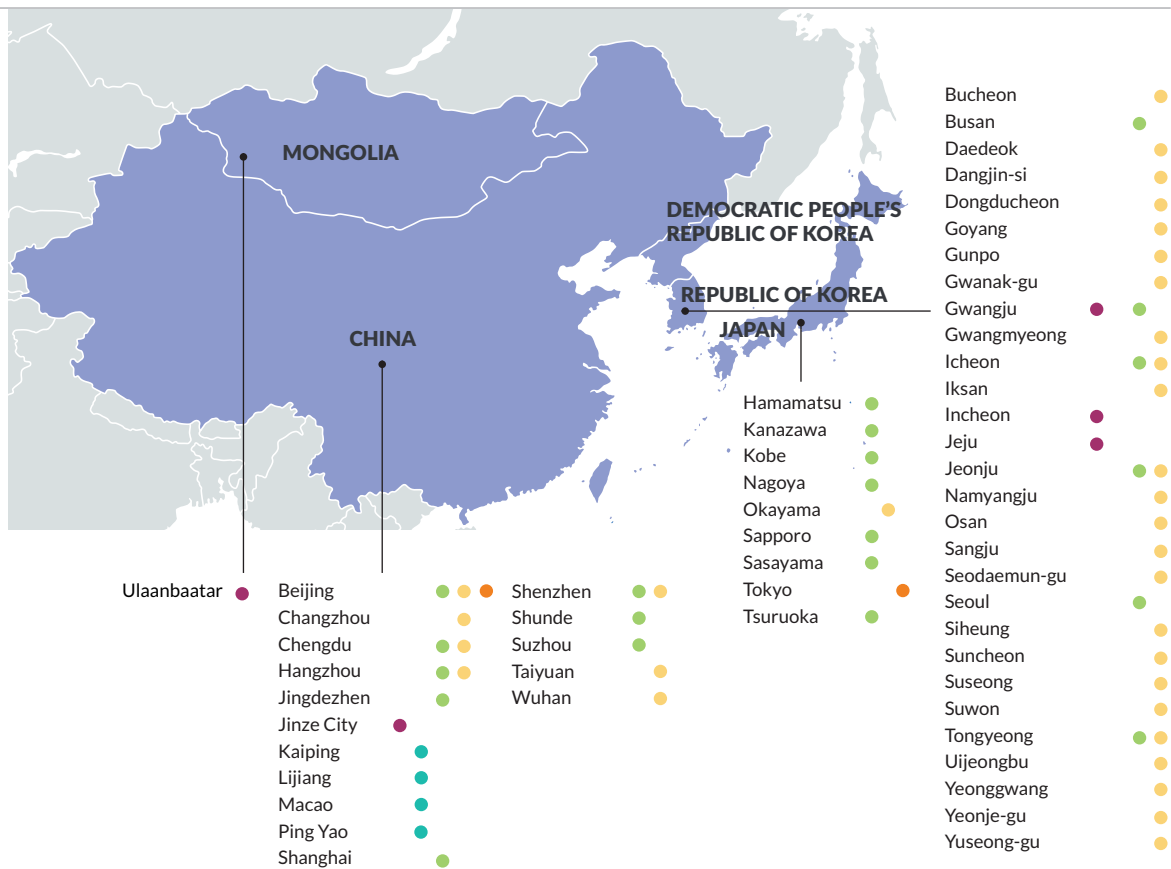 MONGOLIA
DEMOCRATIC PEOPLE'S
REPUBLIC OF KOREA
REPUBLIC OF KOREA
JAPAN
CHINA
Ulaanbaatar
Beijing
Changzhou
Chengdu
Hangzhou
Jingdezhen
Jinze City
Kaiping
Lijiang
Macao
Ping Yao
Shanghai
Shenzhen
Shunde
Suzhou
Taiyuan
Wuhan
Hamamatsu
Kanazawa
Kobe
Nagoya
Okayama
Sapporo
Sasayama
Tokyo
Tsuruoka
Bucheon
Busan
Daedeok
Dangjin-si
Dongducheon
Goyang
Gunpo
Gwanak-gu
Gwangju
Gwangmyeong
Icheon
Iksan
Incheon
Jeju
Jeonju
Namyangju
Osan
Sangju
Seodaemun-gu
Seoul
Siheung
Suncheon
Suseong
Suwon
Tongyeong
Uijeongbu
Yeonggwang
Yeonje-gu
Yuseong-gu